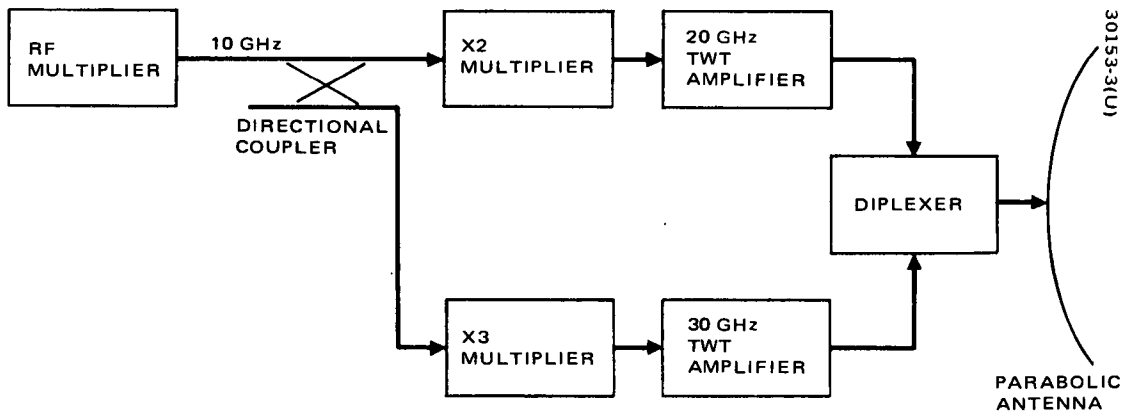 RF
MULTIPLIER
10 GHz
DIRECTIONAL
COUPLER
X2
MULTIPLIER
20 GHz
TWT
AMPLIFIER
X3
MULTIPLIER
30 GHz
TWT
AMPLIFIER
DIPLEXER
PARABOLIC
ANTENNA
30153-3(U)